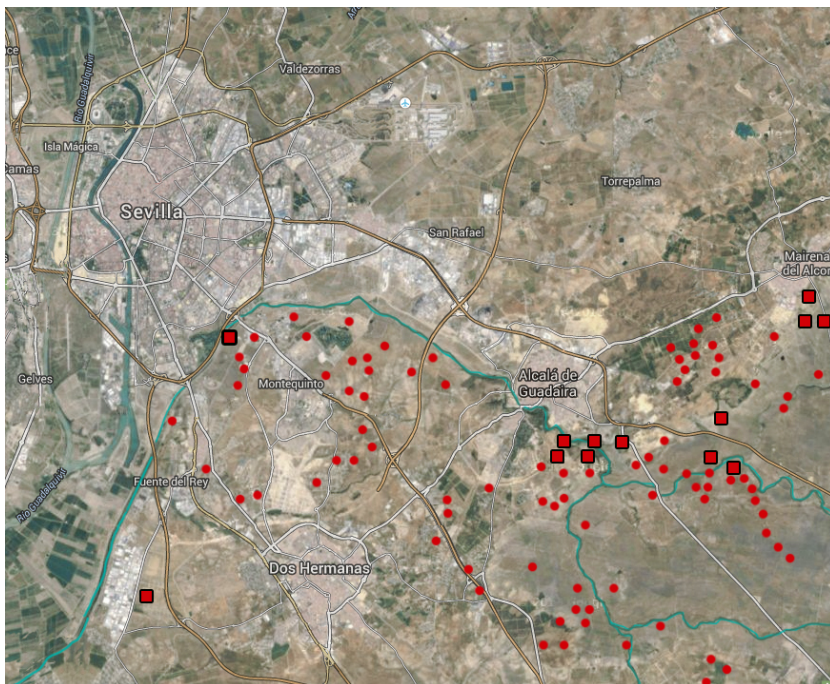 Valdezorras
Río Guadalquivir
Isla Mágica
Camas
Torrepalma
Sevilla
San Rafael
Mairena
del Alcor
Gelves
Alcalá de
Guadaíra
Montequinto
Fuente del Rey
Río Guadalquivir
Dos Hermanas